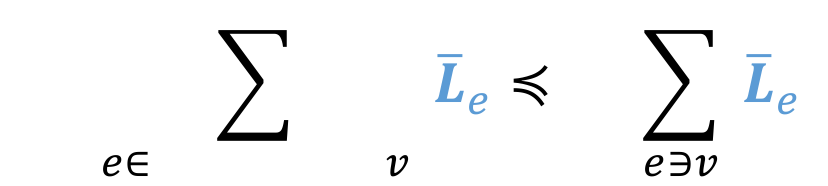 ∑ L̄ₑ ≼ ∑ L̄ₑ
e∈ v e∋v